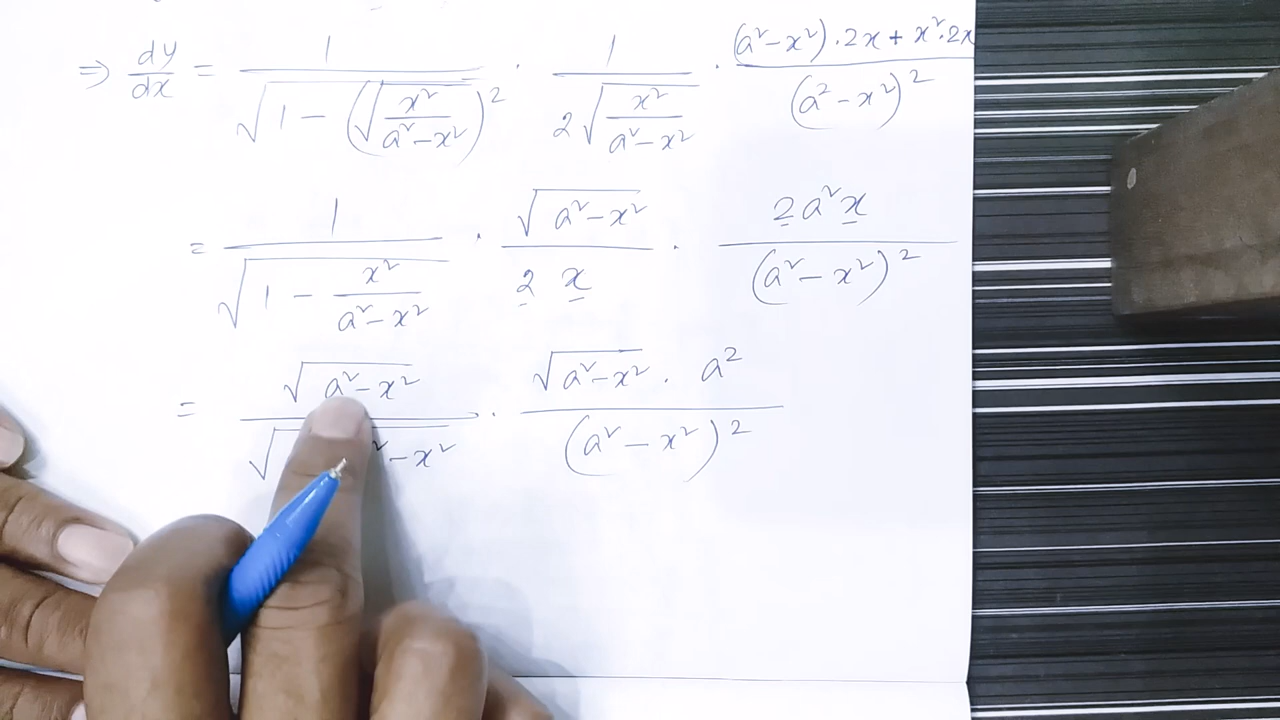 ⇒ dy/dx = 1/√(1 − (√(x²/(a²−x²)))²) · 1/(2√(x²/(a²−x²))) · ((a²−x²)·2x + x²·2x)/(a²−x²)²
= 1/√(1 − x²/(a²−x²)) · √(a²−x²)/(2x) · 2a²x/(a²−x²)²
= √(a²−x²)/√( ²−x²) · (√(a²−x²) · a²)/(a²−x²)²